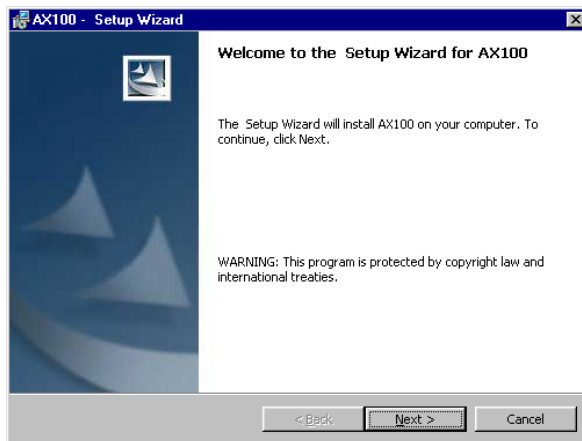 AX100 - Setup Wizard
Welcome to the Setup Wizard for AX100
The Setup Wizard will install AX100 on your computer. To
continue, click Next.
WARNING: This program is protected by copyright law and
international treaties.
< Back
Next >
Cancel